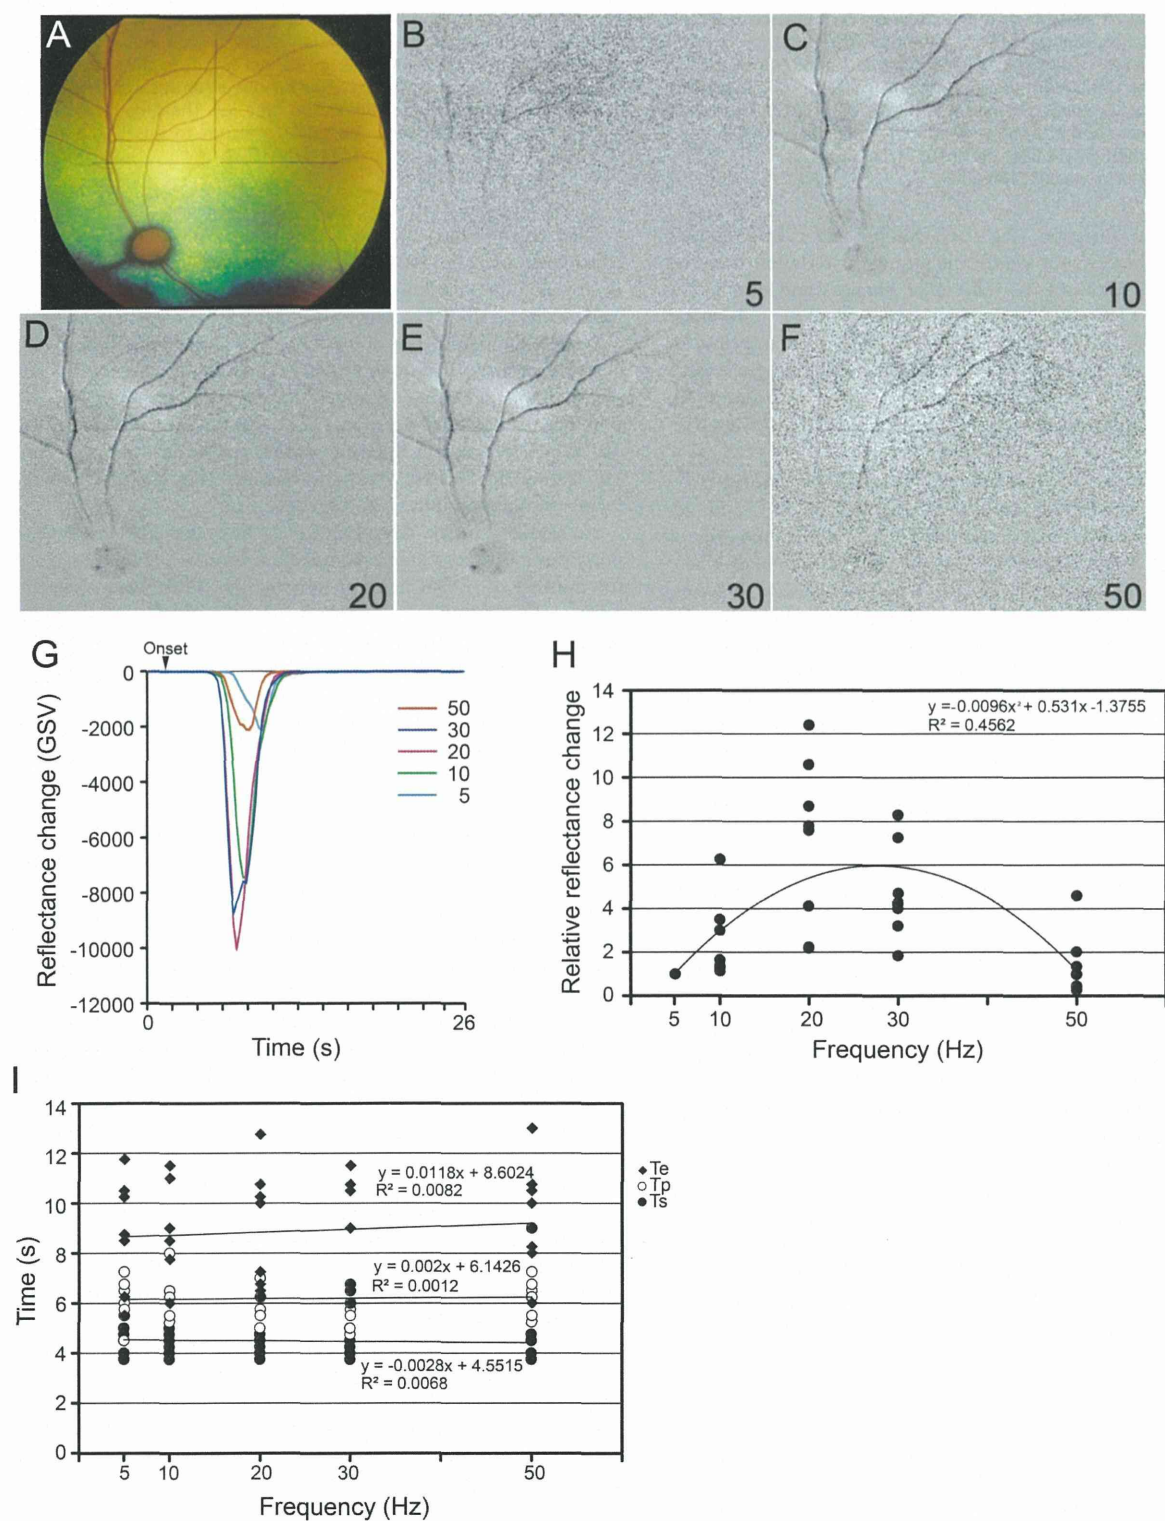 A
B
5
C
10
D
20
E
30
F
50
G
Onset
0
-2000
-4000
-6000
-8000
-10000
-12000
Reflectance change (GSV)
50
30
20
10
5
0
26
Time (s)
H
14
12
10
8
6
4
2
0
Relative reflectance change
y =-0.0096x² + 0.531x -1.3755
R² = 0.4562
5
10
20
30
50
Frequency (Hz)
I
14
12
10
8
6
4
2
0
Time (s)
y = 0.0118x + 8.6024
R² = 0.0082
y = 0.002x + 6.1426
R² = 0.0012
y = -0.0028x + 4.5515
R² = 0.0068
Te
Tp
Ts
5
10
20
30
50
Frequency (Hz)